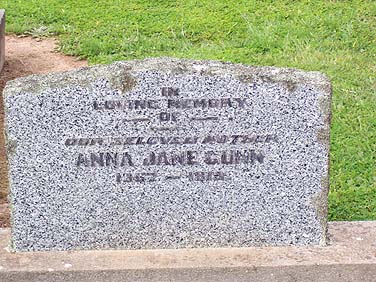 IN
LOVING MEMORY
OF
OUR BELOVED MOTHER
ANNA JANE GUNN